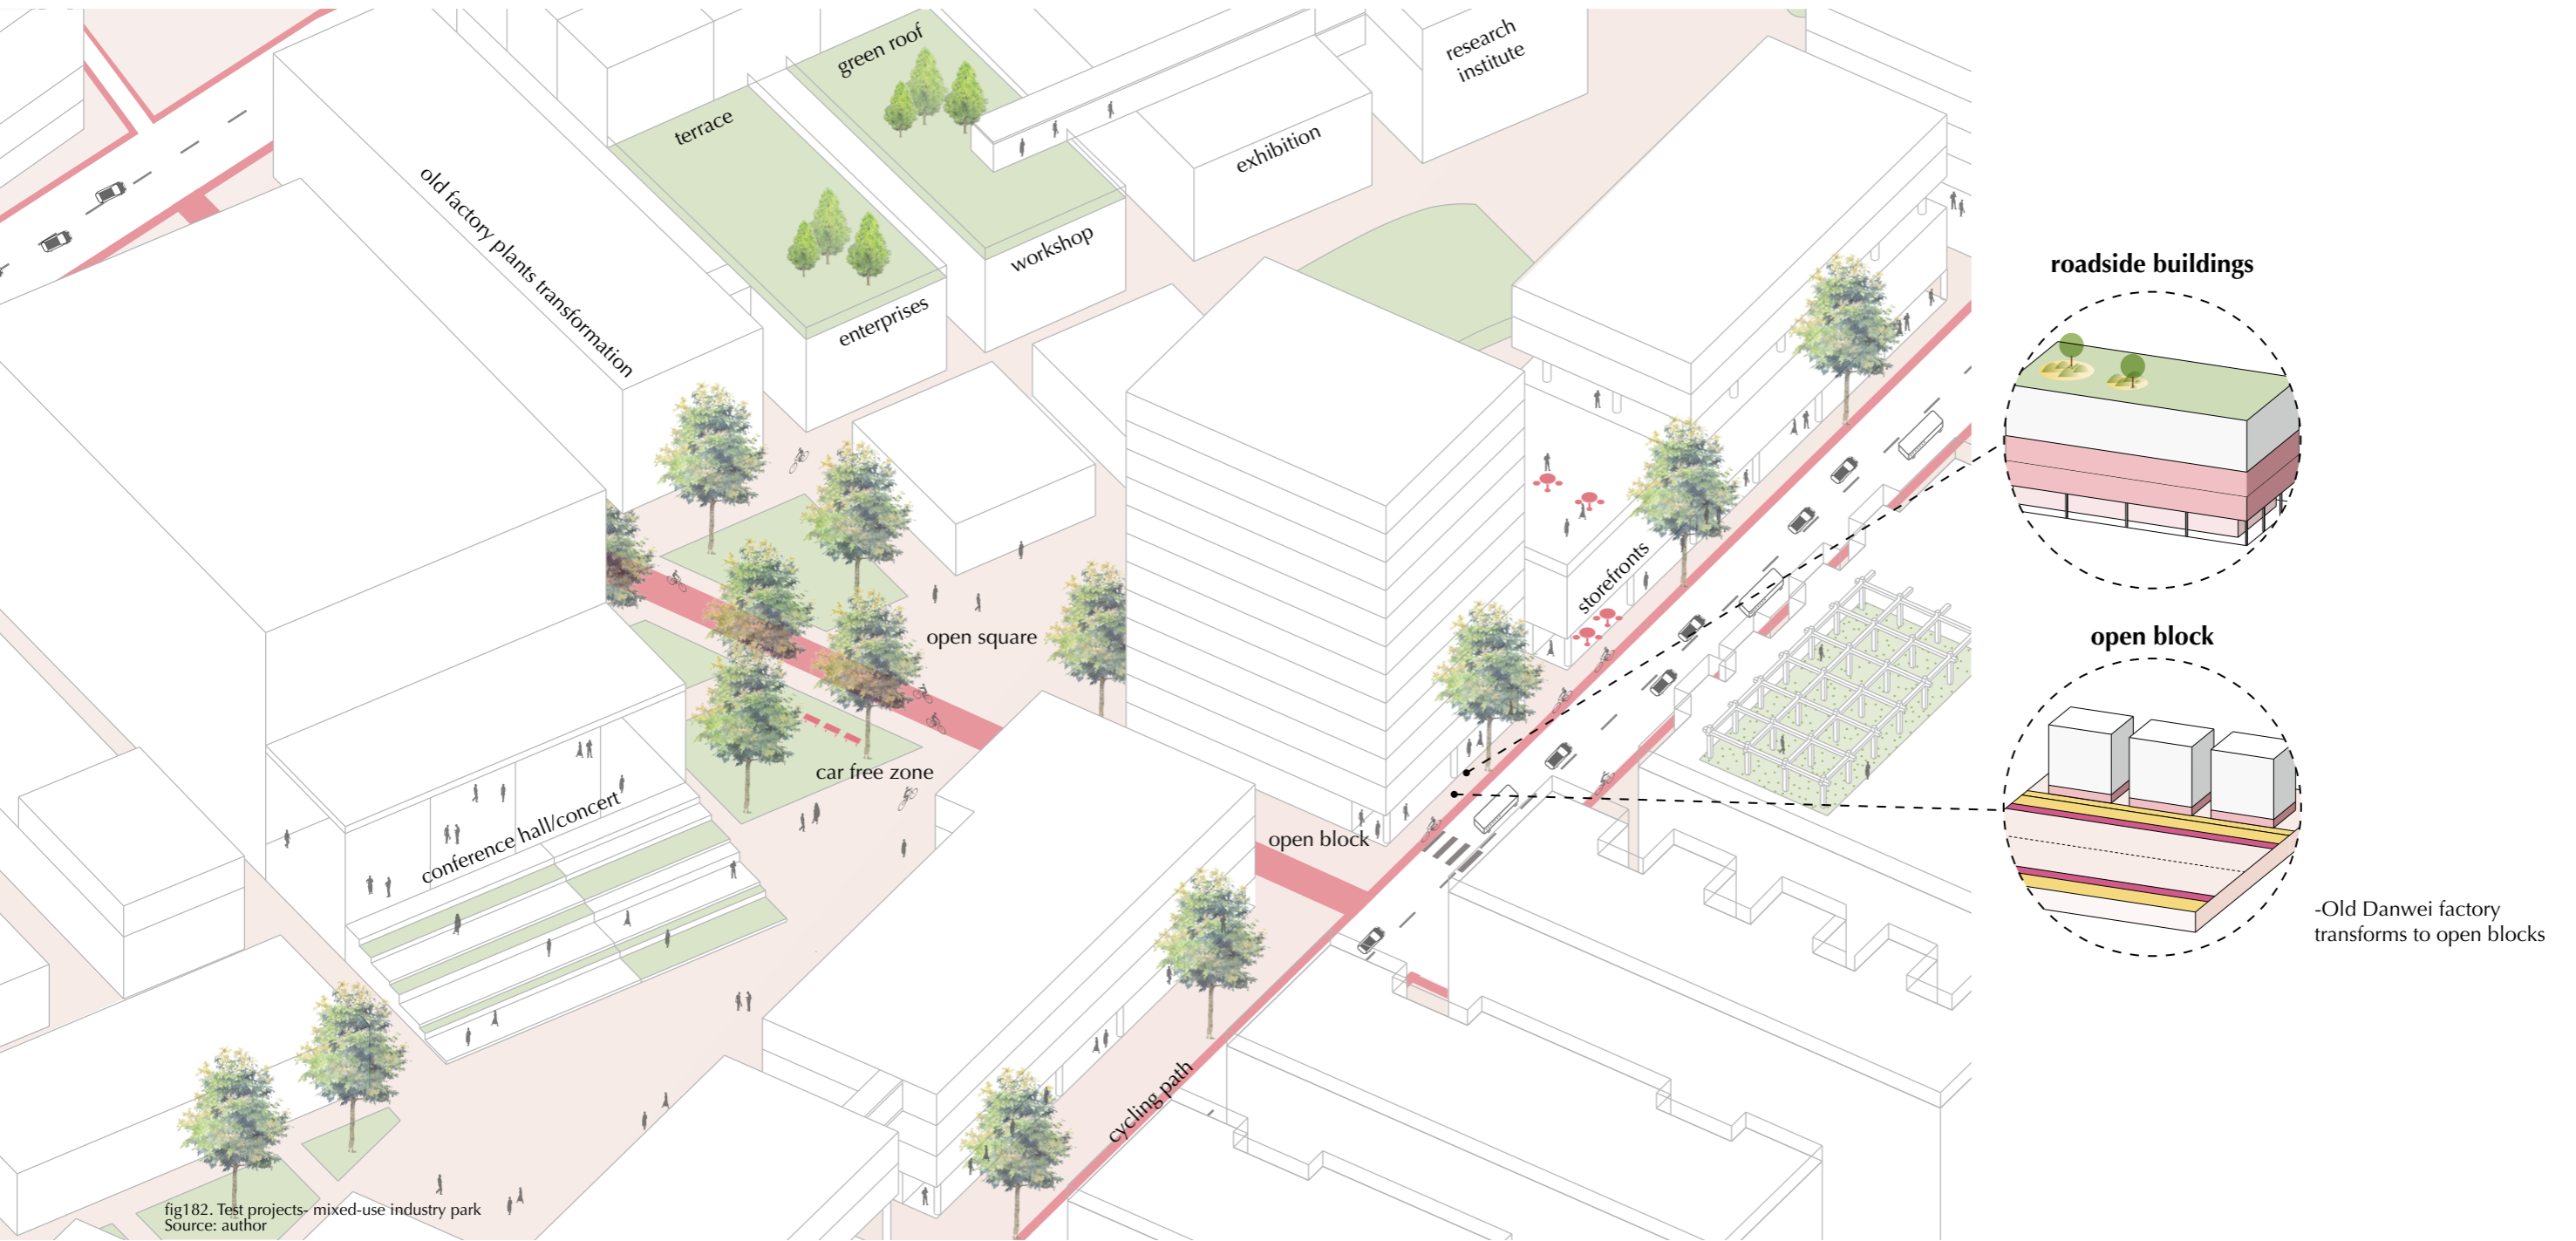 green roof
research
institute
terrace
exhibition
old factory plants transformation
workshop
enterprises
roadside buildings
storefronts
open square
open block
car free zone
conference hall/concert
open block
-Old Danwei factory
transforms to open blocks
cycling path
fig182. Test projects- mixed-use industry park
Source: author